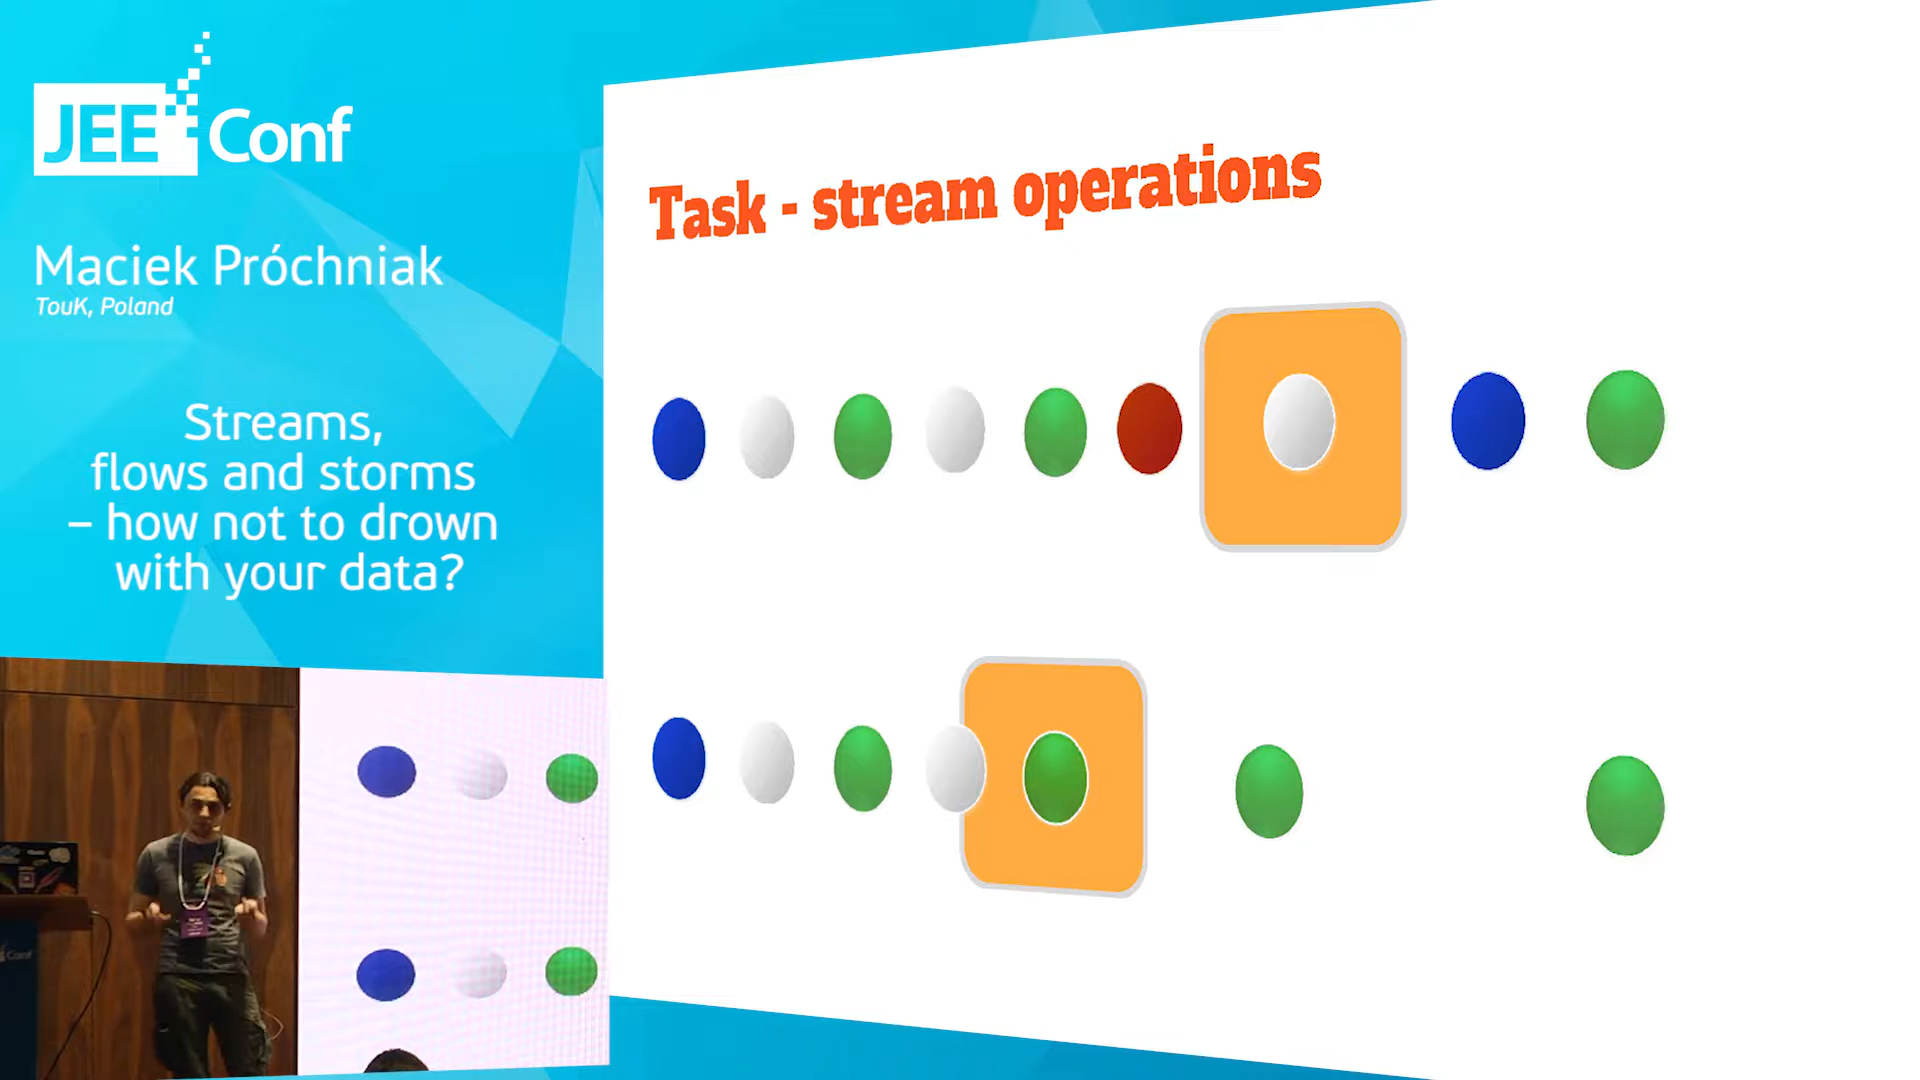 JEE Conf
Maciek Próchniak
TouK, Poland
Streams,
flows and storms
– how not to drown
with your data?
Task - stream operations
Conf